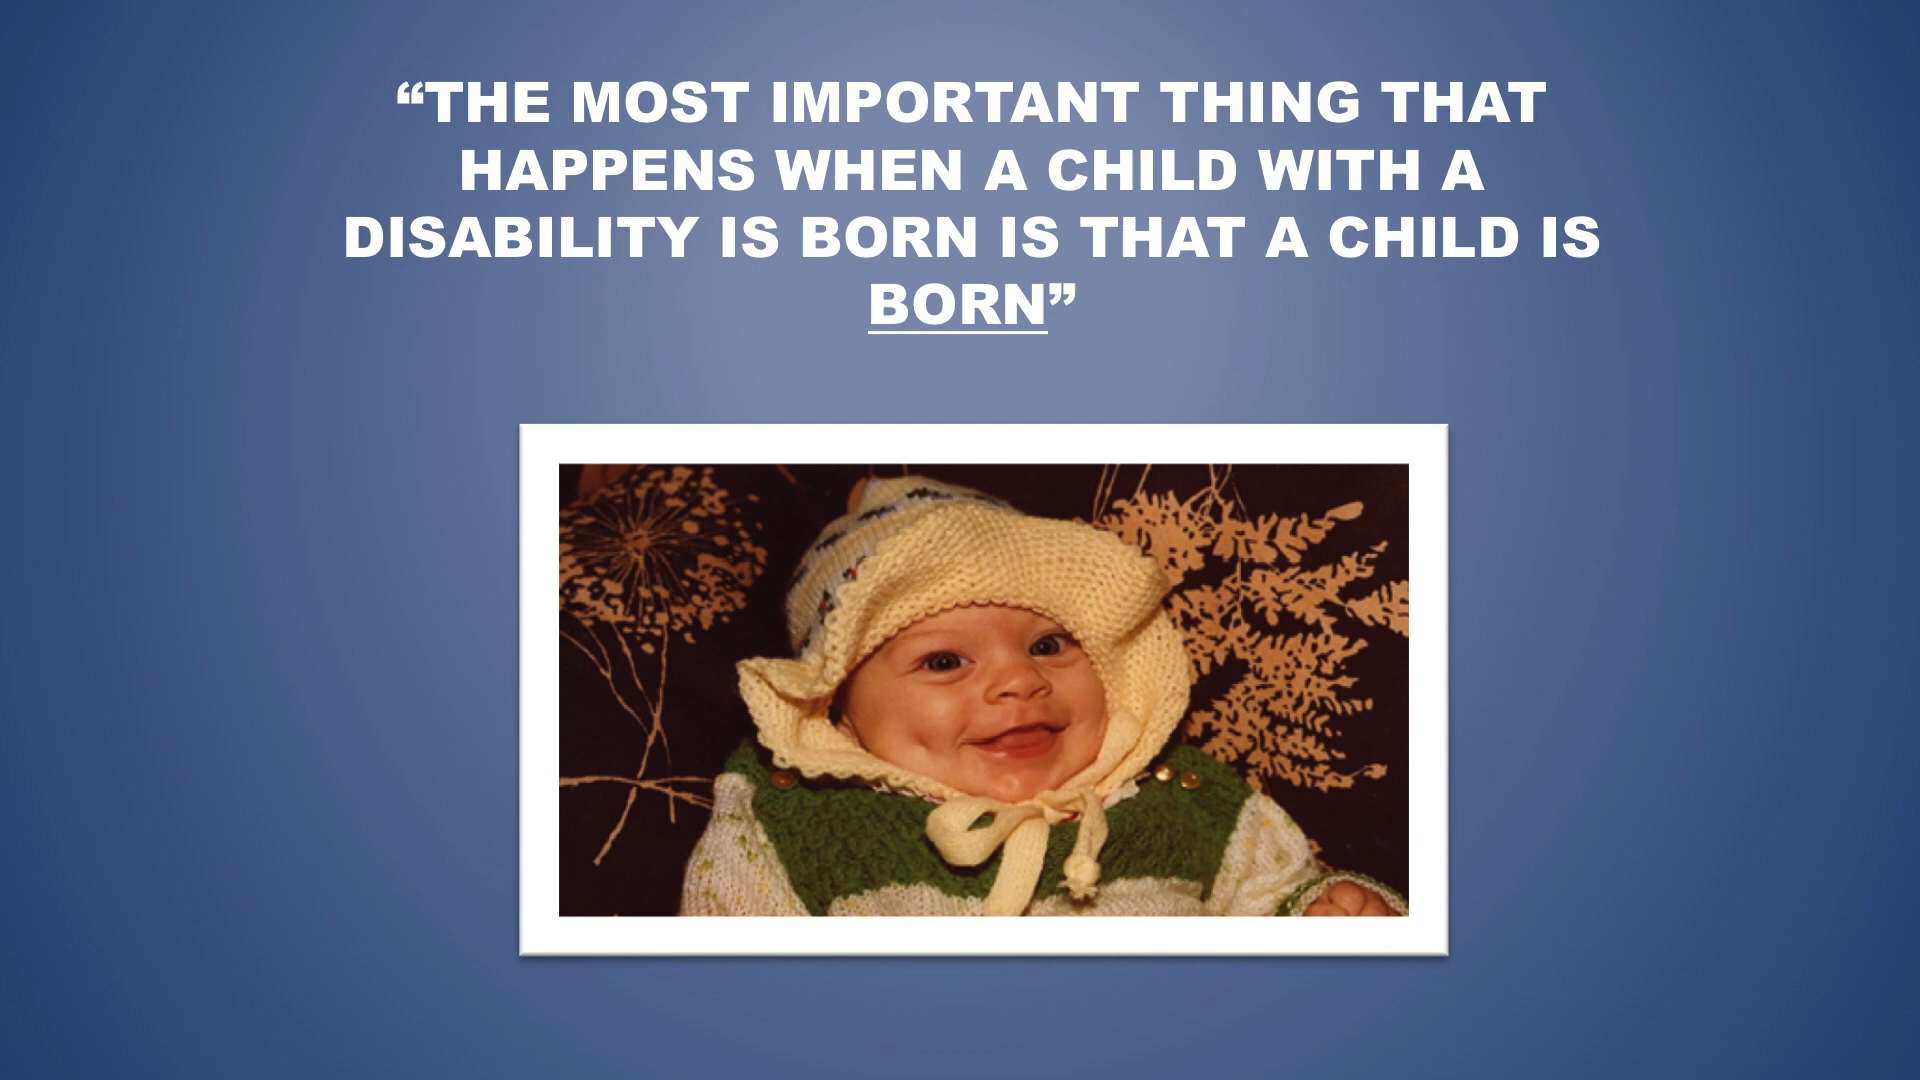 “THE MOST IMPORTANT THING THAT
HAPPENS WHEN A CHILD WITH A
DISABILITY IS BORN IS THAT A CHILD IS
BORN”